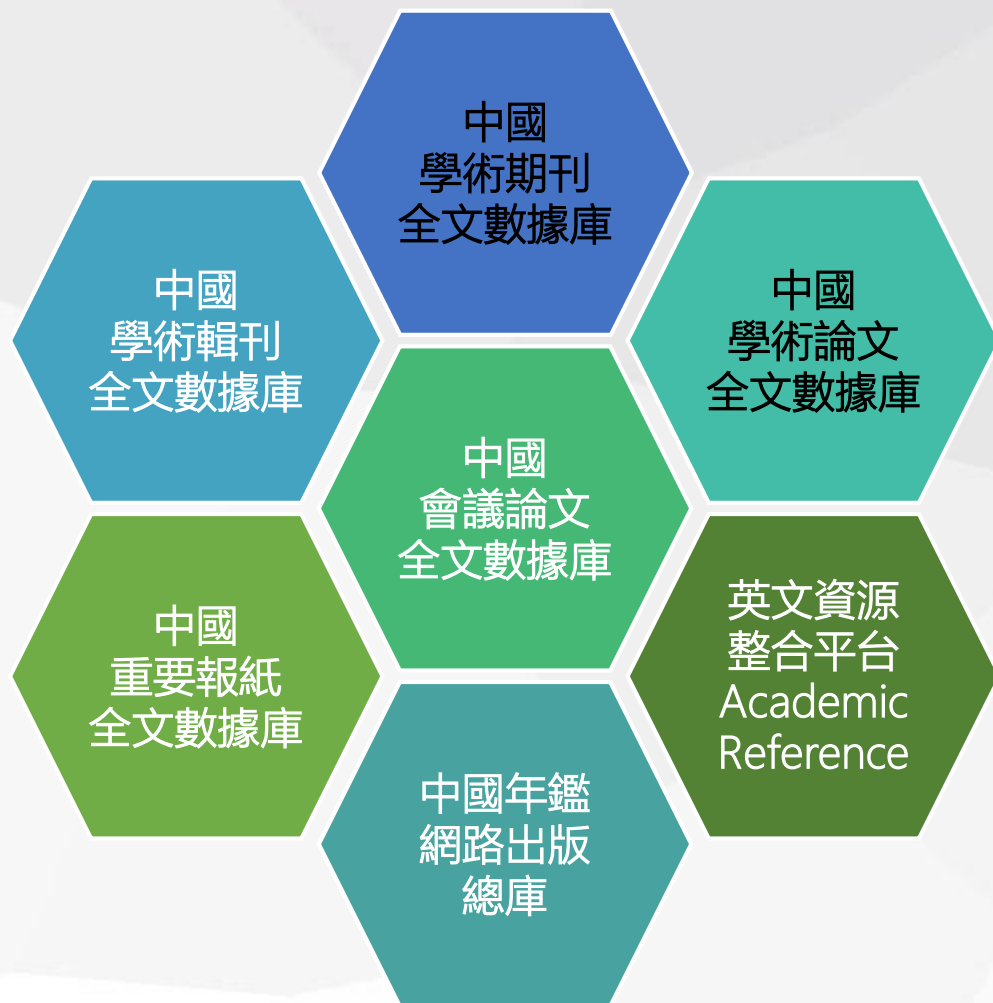 中國
學術期刊
全文數據庫
中國
學術輯刊
全文數據庫
中國
學術論文
全文數據庫
中國
會議論文
全文數據庫
中國
重要報紙
全文數據庫
英文資源
整合平台
Academic
Reference
中國年鑑
網路出版
總庫